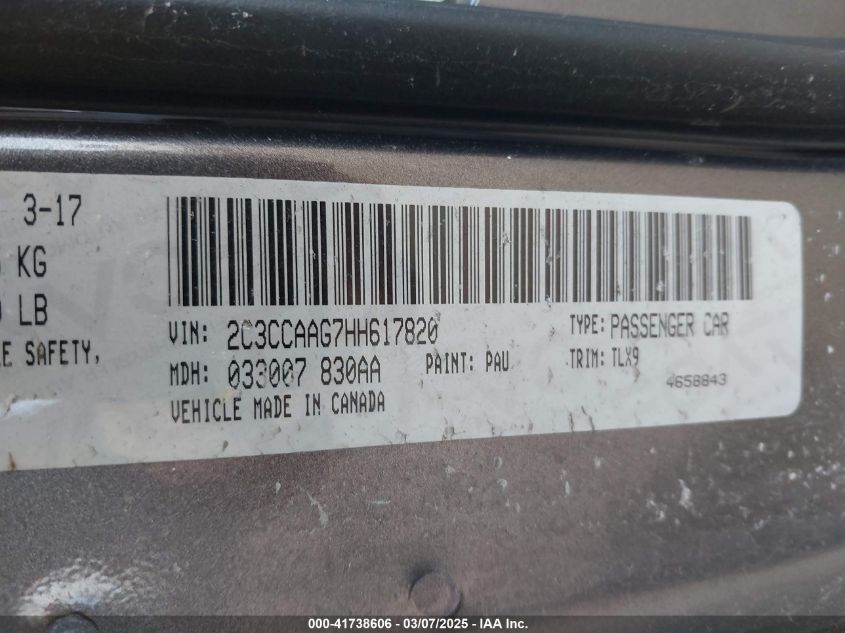 3-17
KG
LB
SAFETY,
VIN: 2C3CCAAG7HH617820
TYPE: PASSENGER CAR
MDH: 033007 830AA
PAINT: PAU
TRIM: TLX9
VEHICLE MADE IN CANADA
4658843
000-41738606 - 03/07/2025 - IAA Inc.